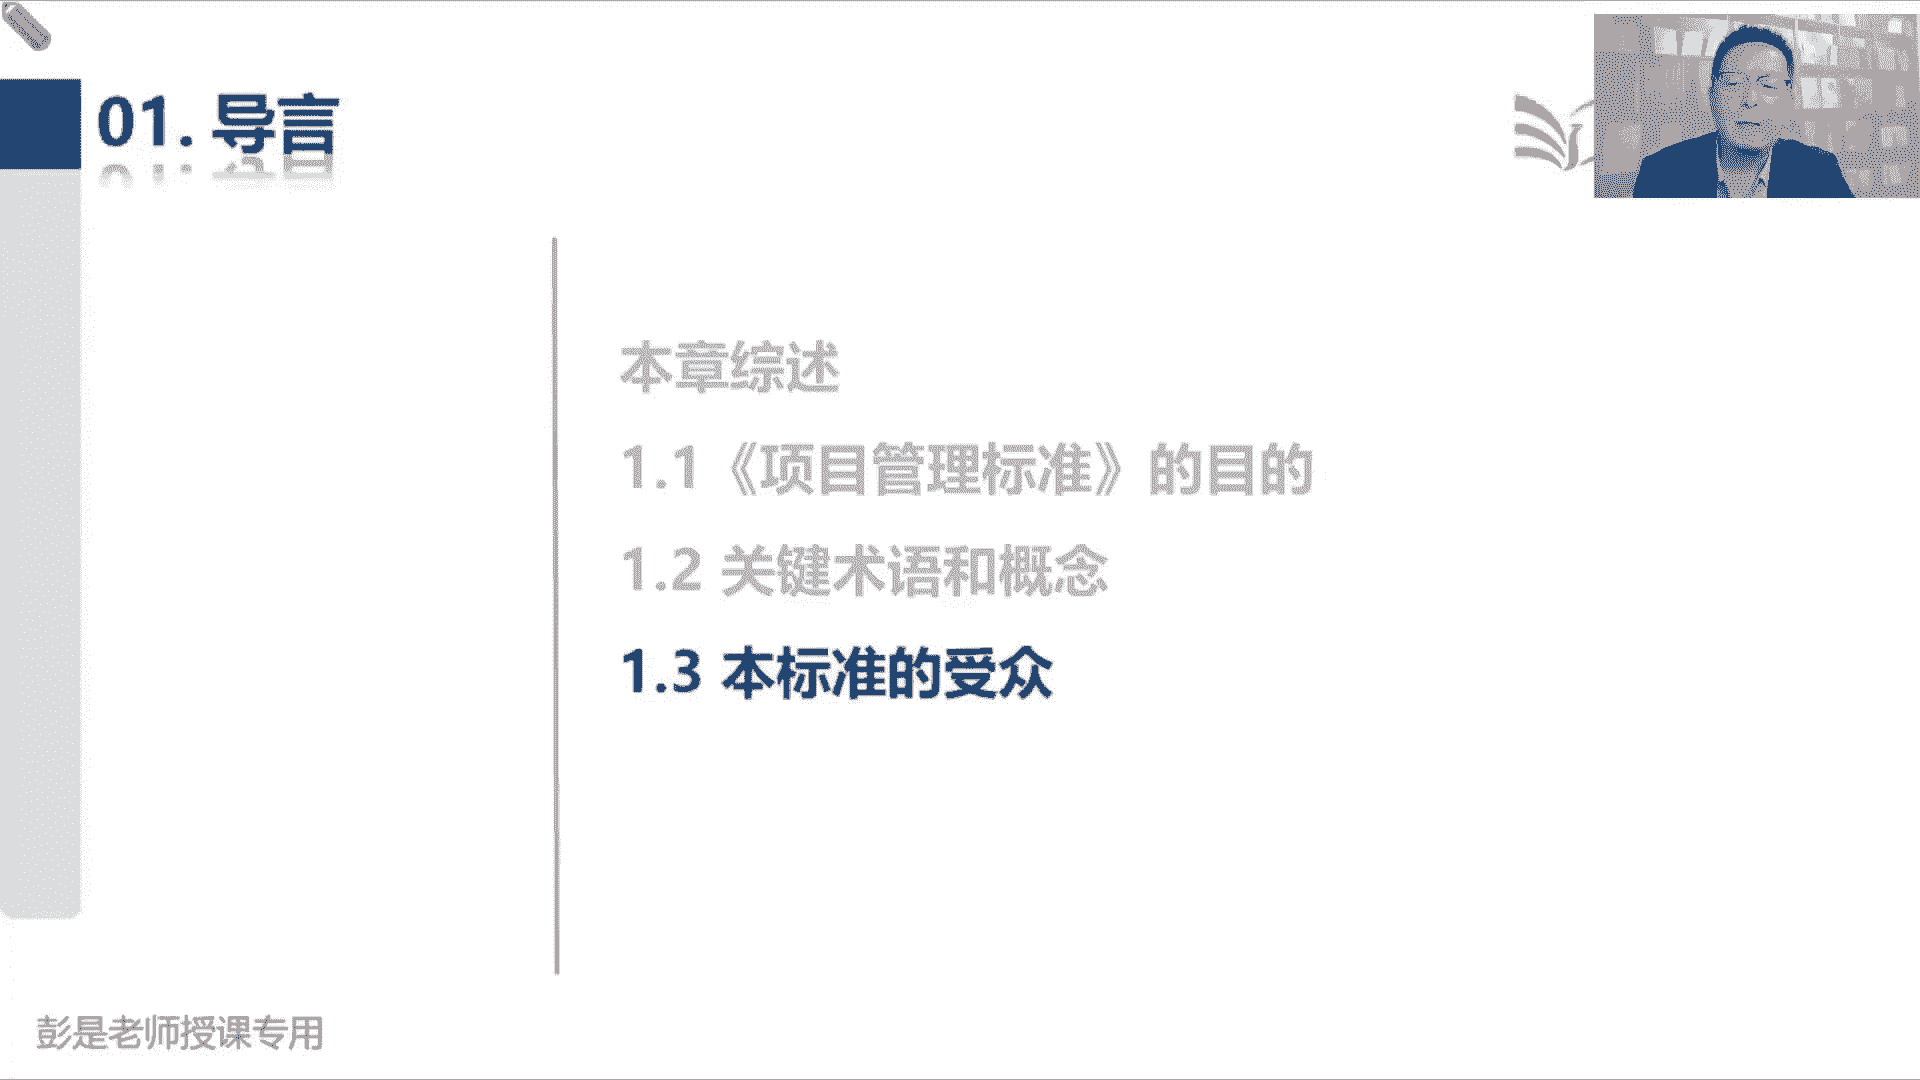 01. 导言
本章综述
1.1《项目管理标准》的目的
1.2 关键术语和概念
1.3 本标准的受众
彭是老师授课专用